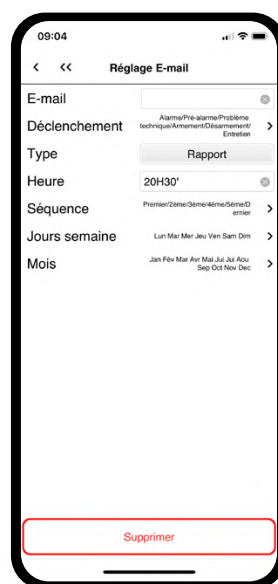 09:04
< << Réglage E-mail
E-mail
Déclenchement
Alarme/Pré-alarme/Problème
technique/Armement/Désarmement/
Entretien
>
Type
Rapport
Heure
20H30'
Séquence
Premier/2ème/3ème/4ème/5ème/D
ernier
>
Jours semaine
Lun Mar Mer Jeu Ven Sam Dim
>
Mois
Jan Fév Mar Avr Mai Jui Jui Aou
Sep Oct Nov Dec
>
Supprimer